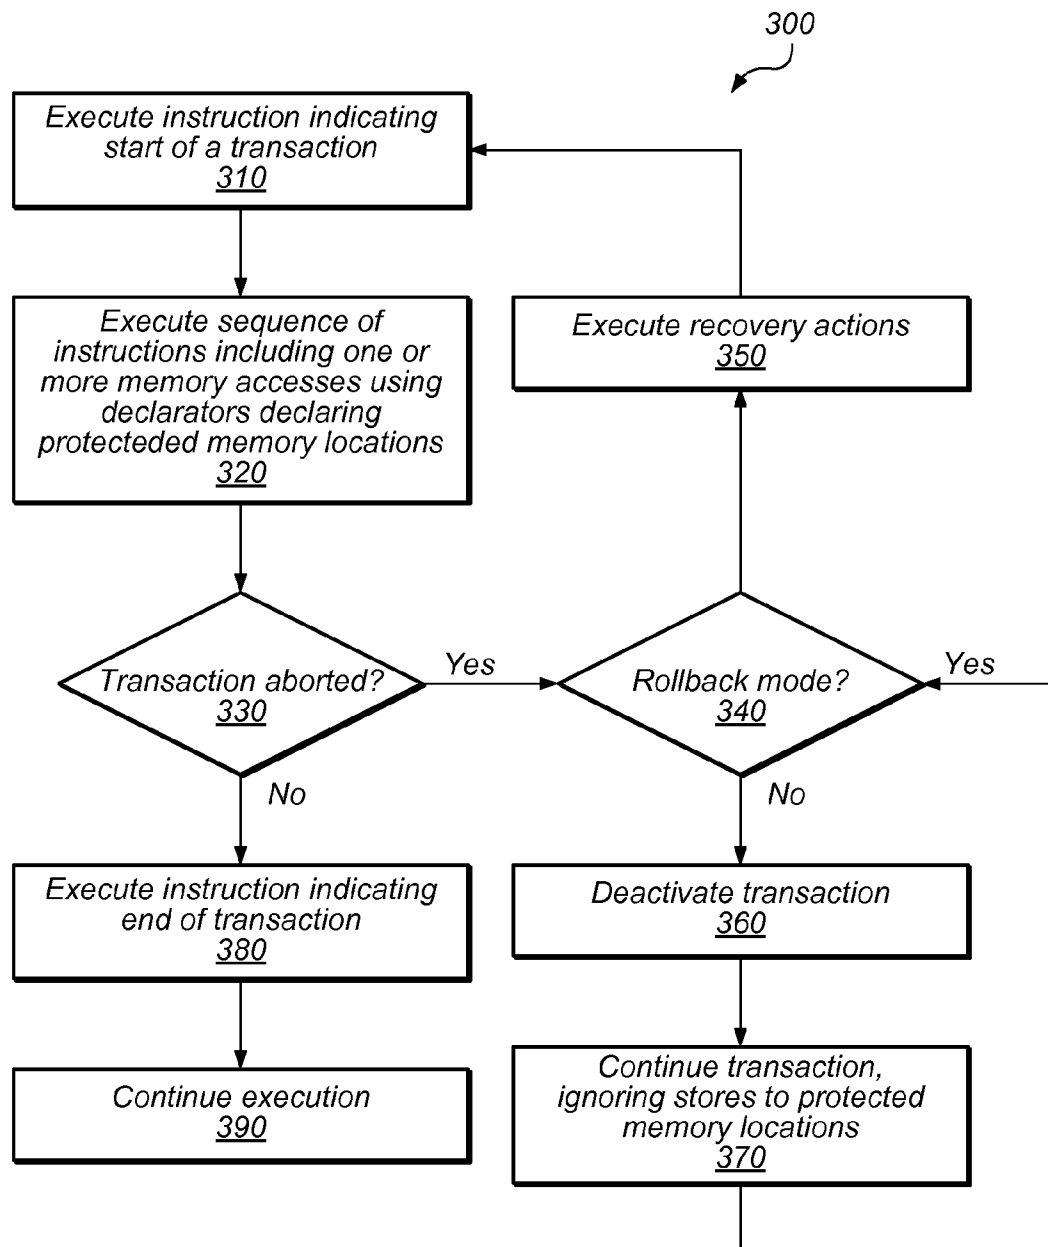 300
Execute instruction indicating
start of a transaction
310
Execute sequence of
instructions including one or
more memory accesses using
declarators declaring
protecteded memory locations
320
Execute recovery actions
350
Transaction aborted?
330
Yes
Rollback mode?
340
Yes
No
No
Execute instruction indicating
end of transaction
380
Deactivate transaction
360
Continue execution
390
Continue transaction,
ignoring stores to protected
memory locations
370